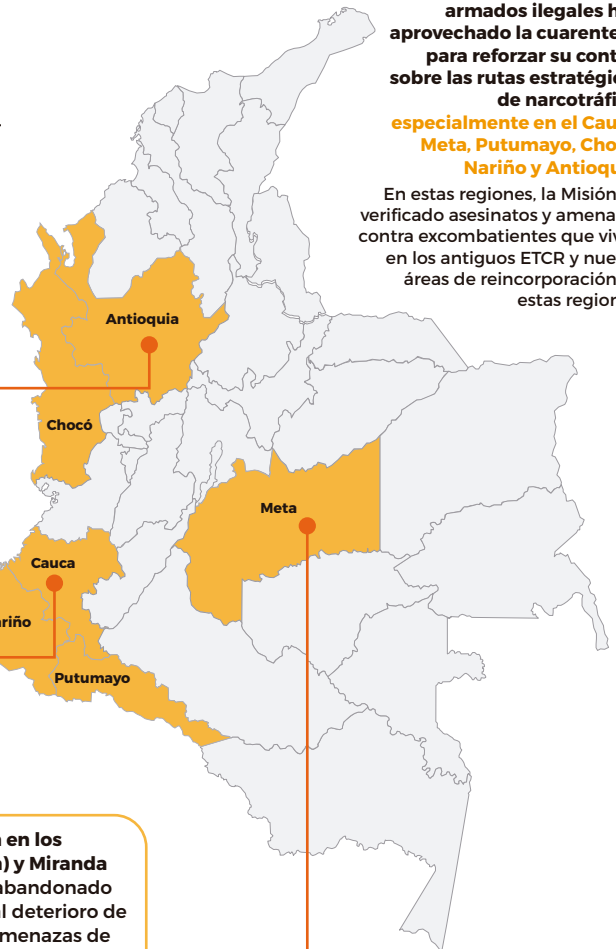 armados ilegales h
aprovechado la cuarente
para reforzar su cont
sobre las rutas estratégic
de narcotráfi
especialmente en el Cau
Meta, Putumayo, Cho
Nariño y Antioqu
En estas regiones, la Misión
verificado asesinatos y amena
contra excombatientes que viv
en los antiguos ETCR y nue
áreas de reincorporación
estas region
Antioquia
Chocó
Meta
Cauca
ariño
Putumayo
en los
) y Miranda
abandonado
al deterioro de
menazas de